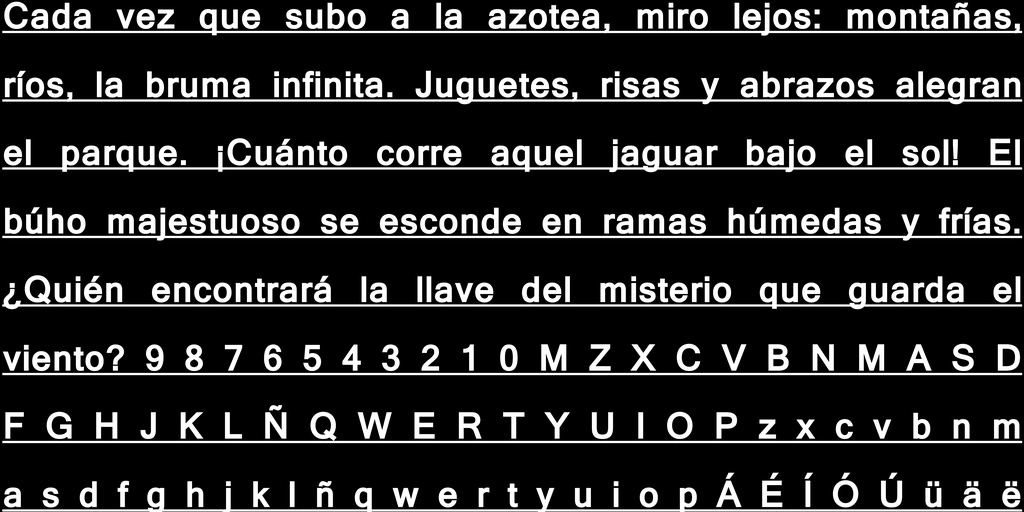 Cada vez que subo a la azotea, miro lejos: montañas,
ríos, la bruma infinita. Juguetes, risas y abrazos alegran
el parque. ¡Cuánto corre aquel jaguar bajo el sol! El
búho majestuoso se esconde en ramas húmedas y frías.
¿Quién encontrará la llave del misterio que guarda el
viento? 9 8 7 6 5 4 3 2 1 0 M Z X C V B N M A S D
F G H J K L Ñ Q W E R T Y U I O P z x c v b n m
a s d f g h j k l ñ q w e r t y u i o p Á É Í Ó Ú ü ä ë